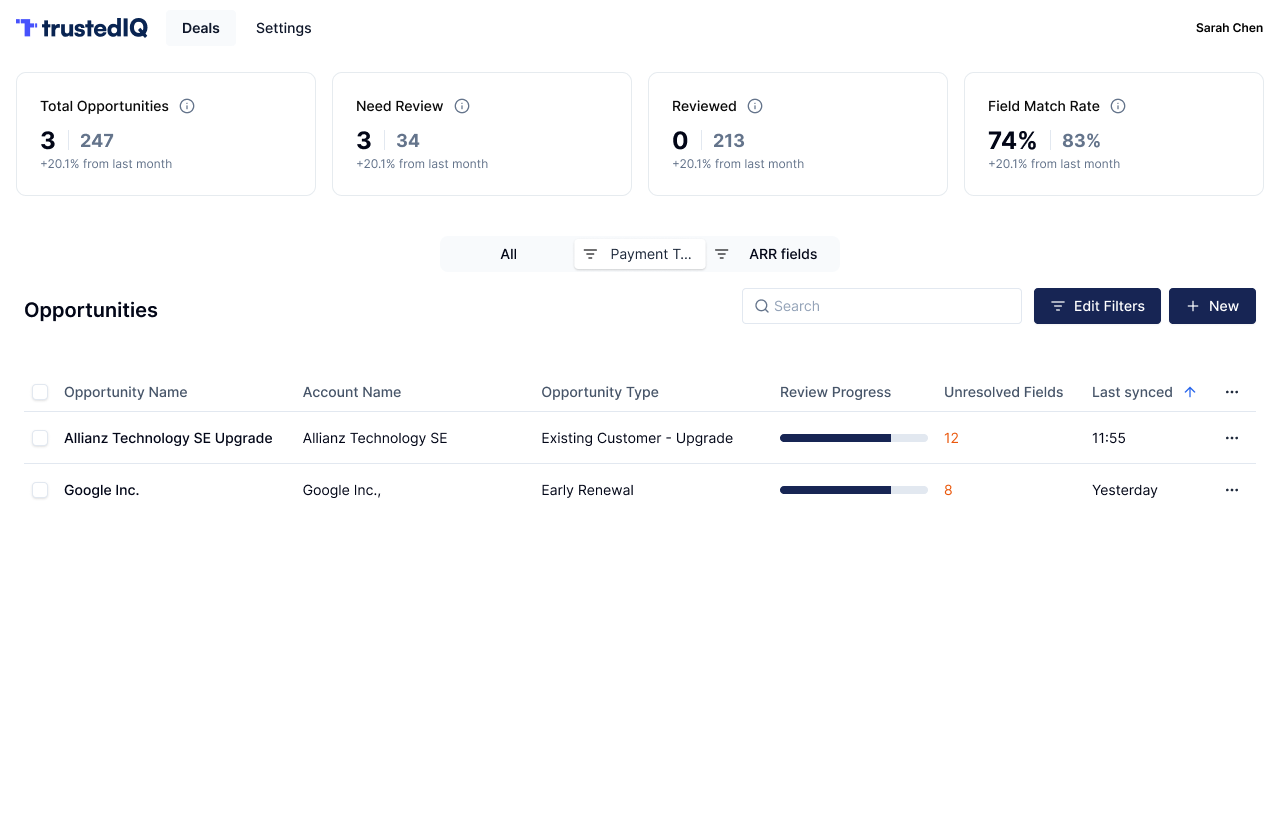 trustedIQ Deals Settings Sarah Chen
Total Opportunities Need Review Reviewed Field Match Rate
3 247 3 34 0 213 74% 83%
+20.1% from last month +20.1% from last month +20.1% from last month +20.1% from last month
All Payment T... ARR fields
Opportunities Search Edit Filters New
Opportunity Name Account Name Opportunity Type Review Progress Unresolved Fields Last synced
Allianz Technology SE Upgrade Allianz Technology SE Existing Customer - Upgrade 12 11:55
Google Inc. Google Inc., Early Renewal 8 Yesterday